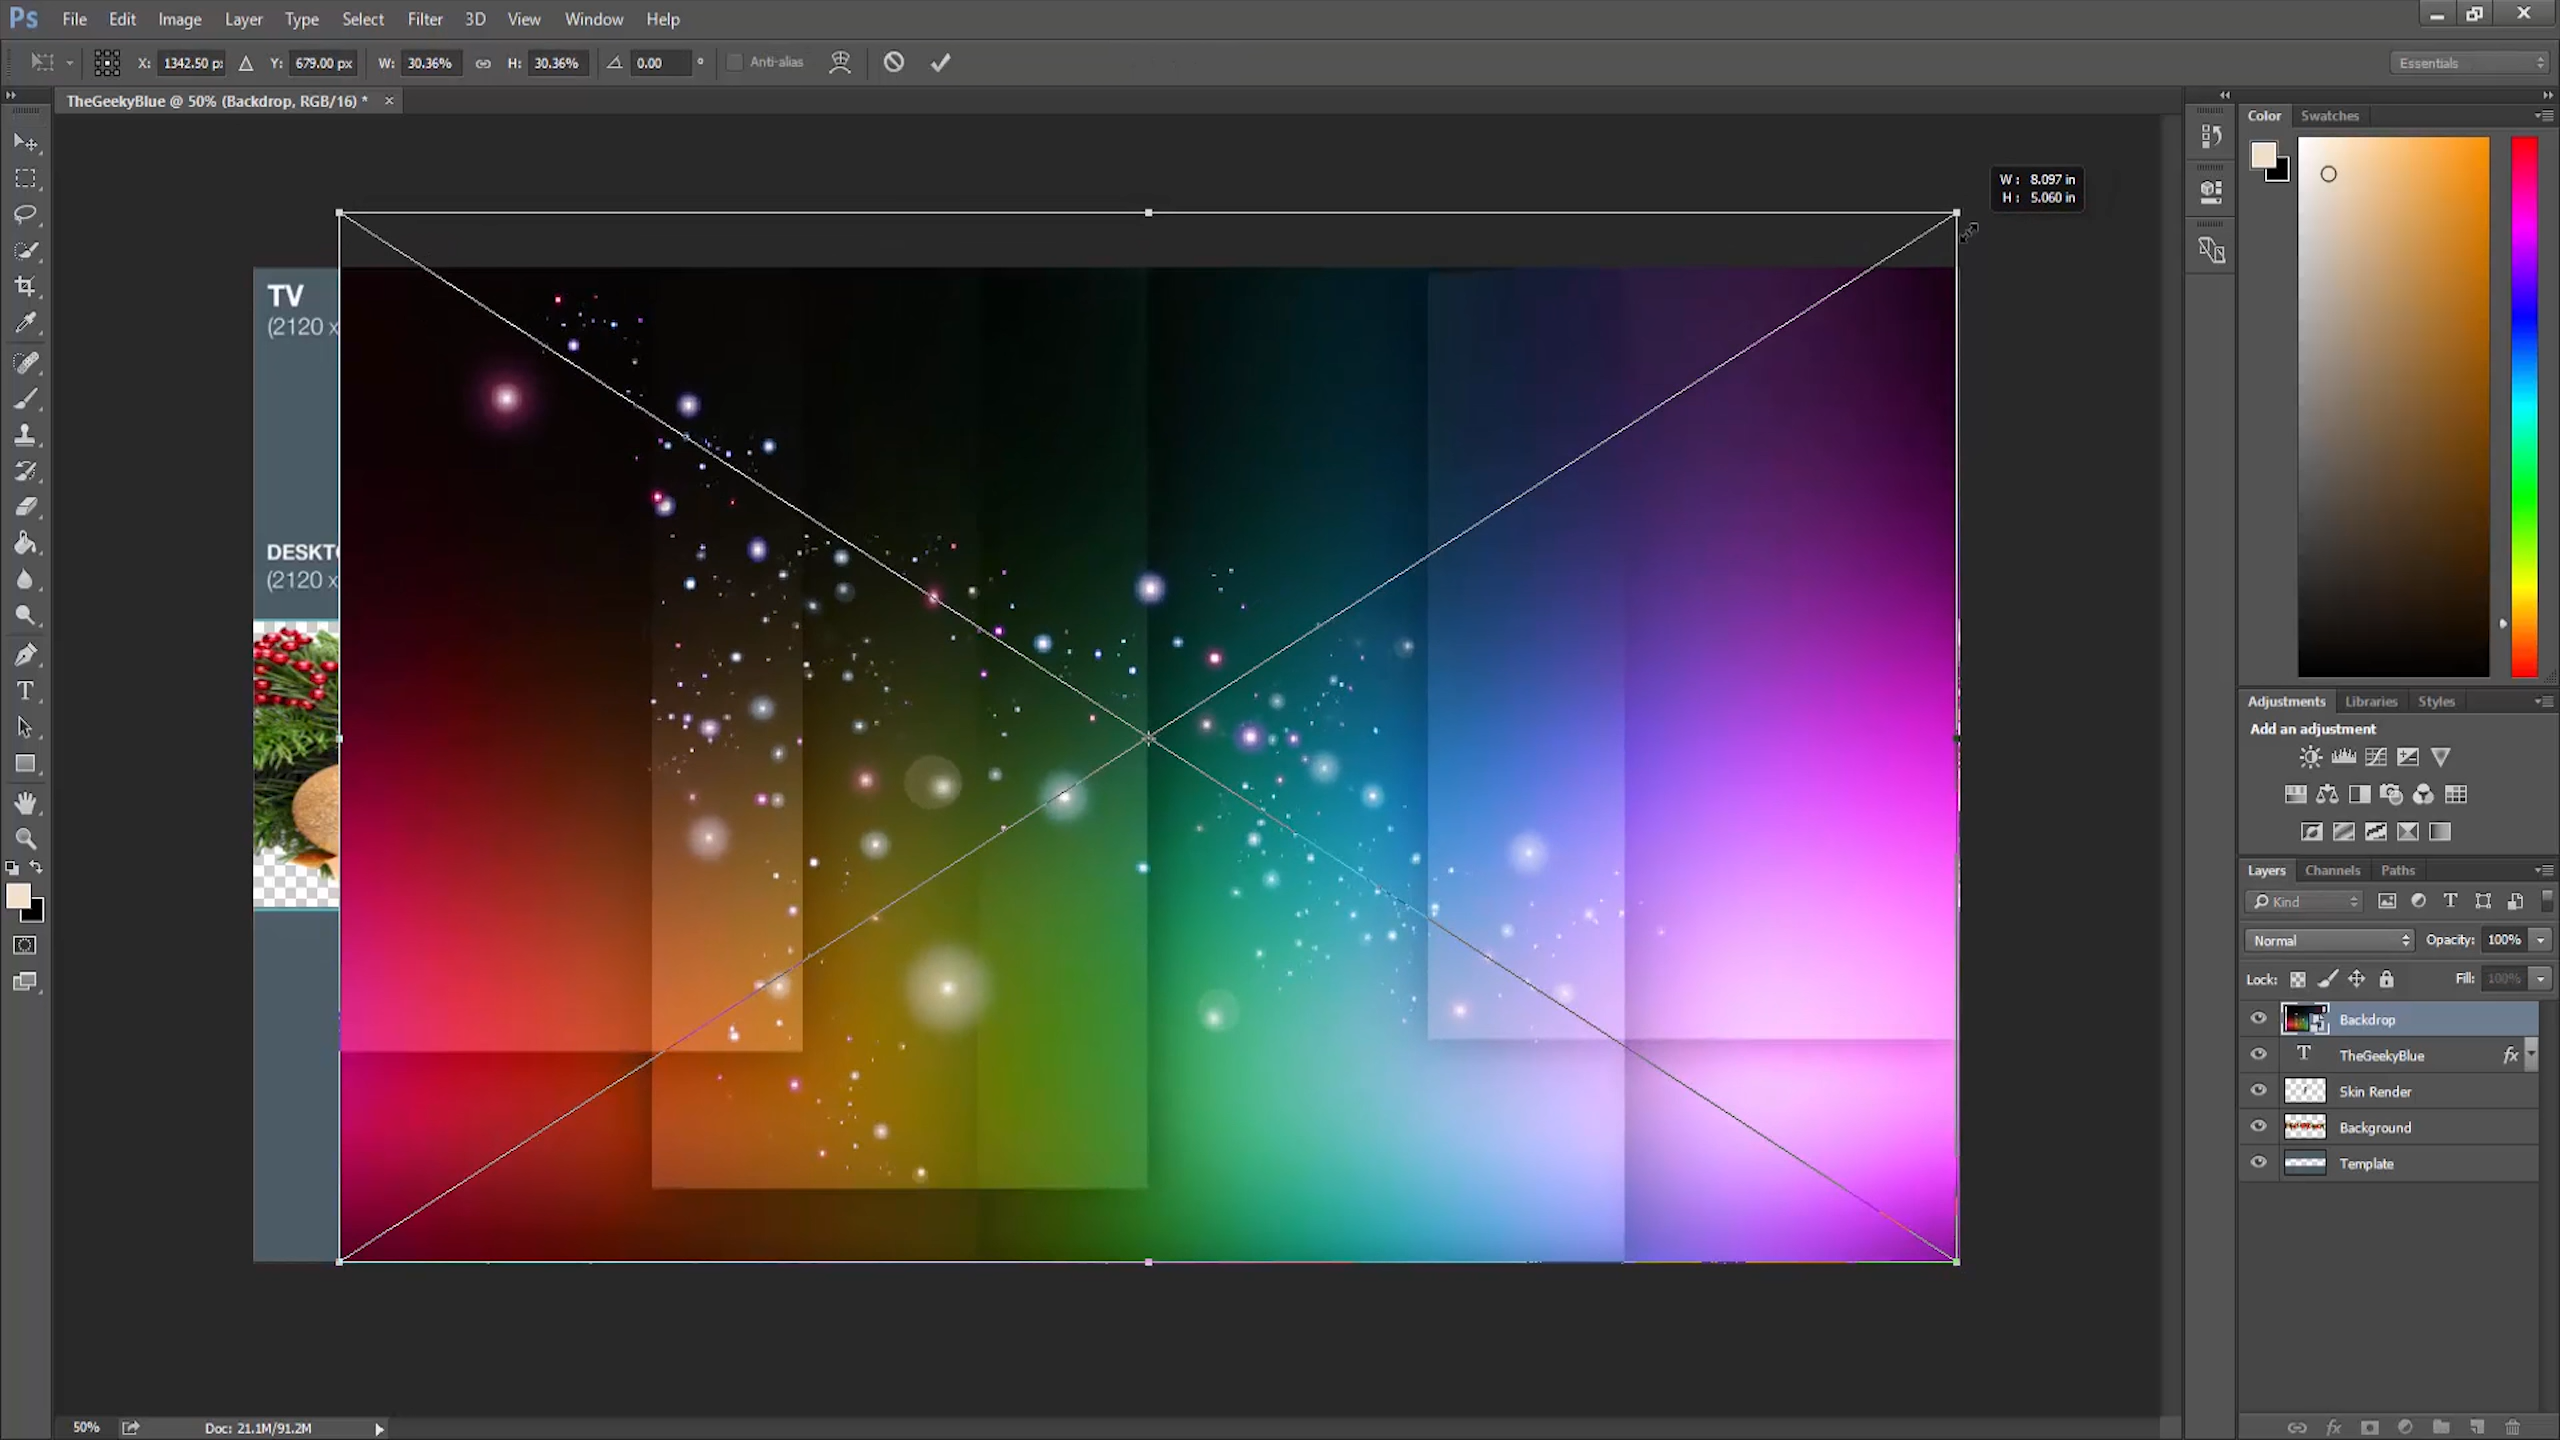 Ps File Edit Image Layer Type Select Filter 3D View Window Help
X: 1342.50 p: Y: 679.00 px W: 30.36% H: 30.36% 0.00 ° Anti-alias Essentials
TheGeekyBlue @ 50% (Backdrop, RGB/16) * ×
Color Swatches
W: 8.097 in
H: 5.060 in
TV
(2120 x
DESKT
(2120 x
Adjustments Libraries Styles
Add an adjustment
Layers Channels Paths
Kind
Normal Opacity: 100%
Lock: Fill: 100%
Backdrop
T TheGeekyBlue fx
Skin Render
Background
Template
50% Doc: 21.1M/91.2M
fx